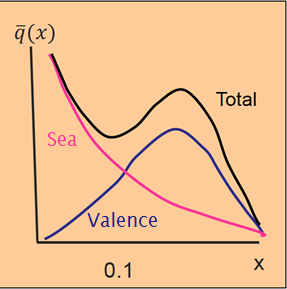 q̅(x)
Total
Sea
Valence
0.1
x